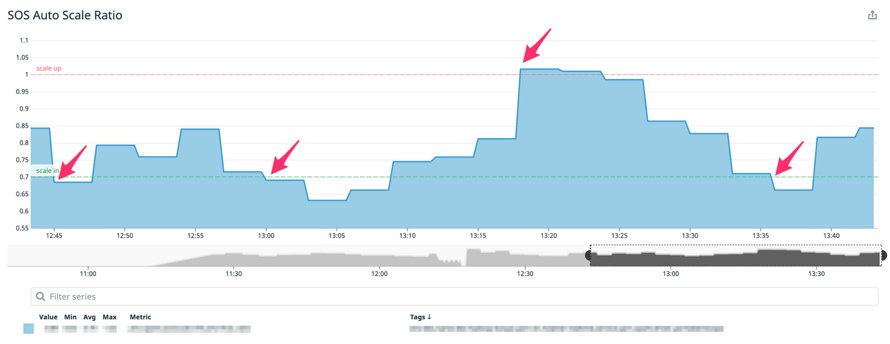 SOS Auto Scale Ratio
1.1
1.05
scale up
1
0.95
0.9
0.85
0.8
0.75
scale in
0.7
0.65
0.6
0.55
12:45 12:50 12:55 13:00 13:05 13:10 13:15 13:20 13:25 13:30 13:35 13:40
11:00 11:30 12:00 12:30 13:00 13:30
Filter series
Value Min Avg Max Metric Tags ↓